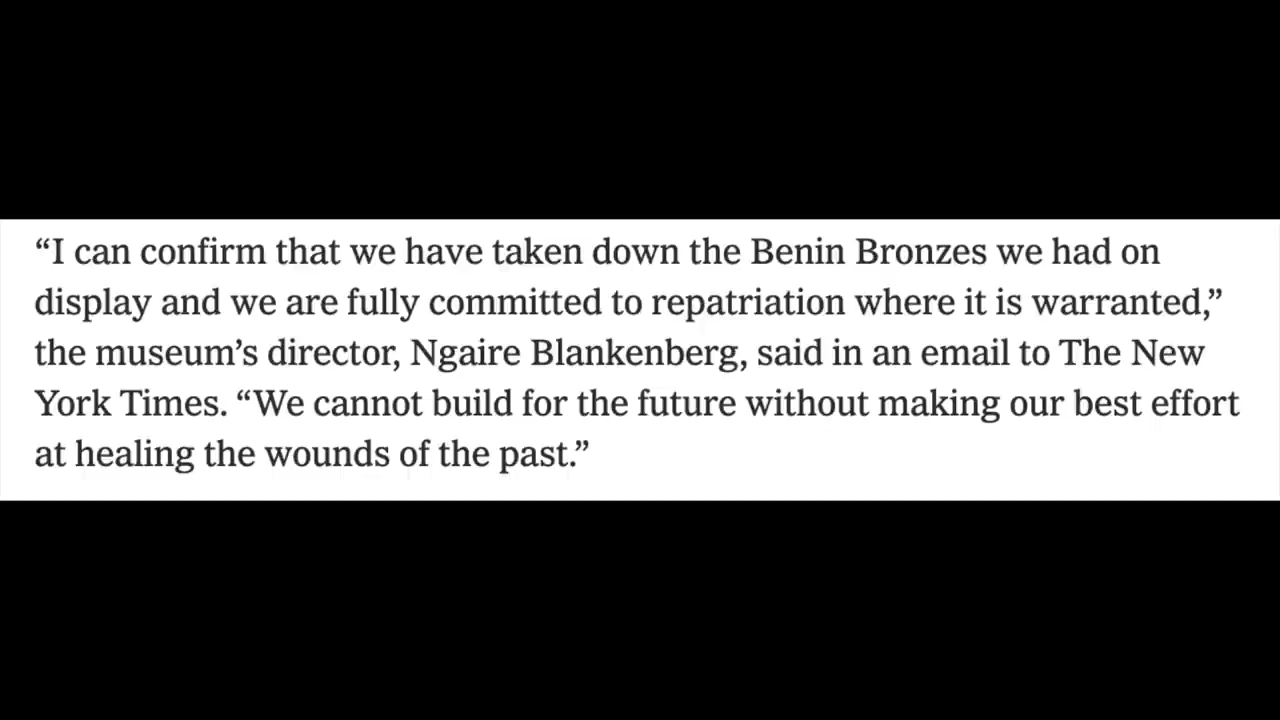 “I can confirm that we have taken down the Benin Bronzes we had on
display and we are fully committed to repatriation where it is warranted,”
the museum’s director, Ngaire Blankenberg, said in an email to The New
York Times. “We cannot build for the future without making our best effort
at healing the wounds of the past.”